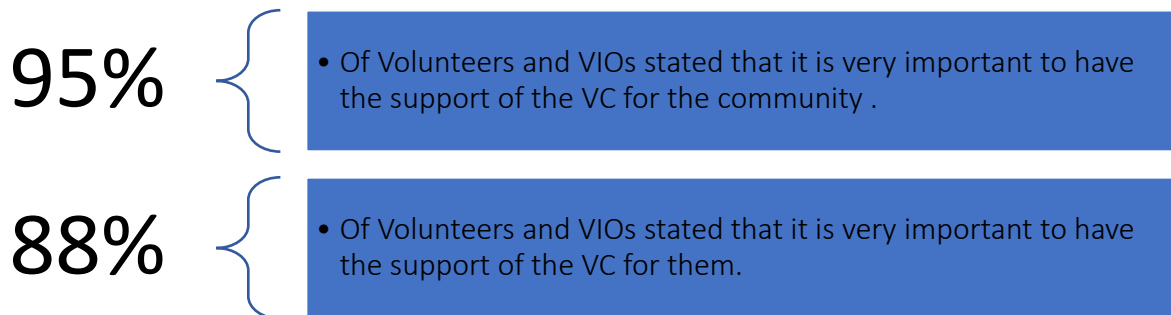 95%
• Of Volunteers and VIOs stated that it is very important to have
the support of the VC for the community .
88%
• Of Volunteers and VIOs stated that it is very important to have
the support of the VC for them.